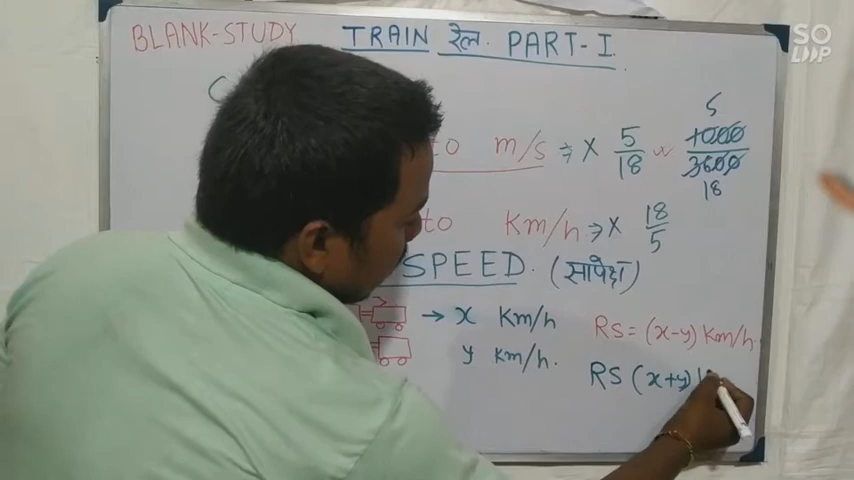 BLANK-STUDY TRAIN रेल. PART-I.
SO
LOOP
to m/s ⇒ × 5/18 1000/3600 5 18
to Km/h ⇒ × 18/5
SPEED. (सापेक्ष)
→ x Km/h RS = (x-y) Km/h.
y Km/h. RS (x+y)